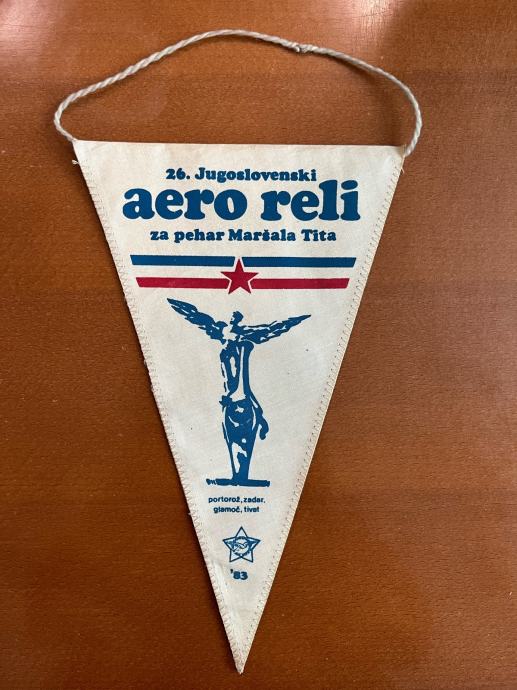 26. Jugoslovenski
aero reli
za pehar Maršala Tita
portorož, zadar,
glamoč, tivat
'83